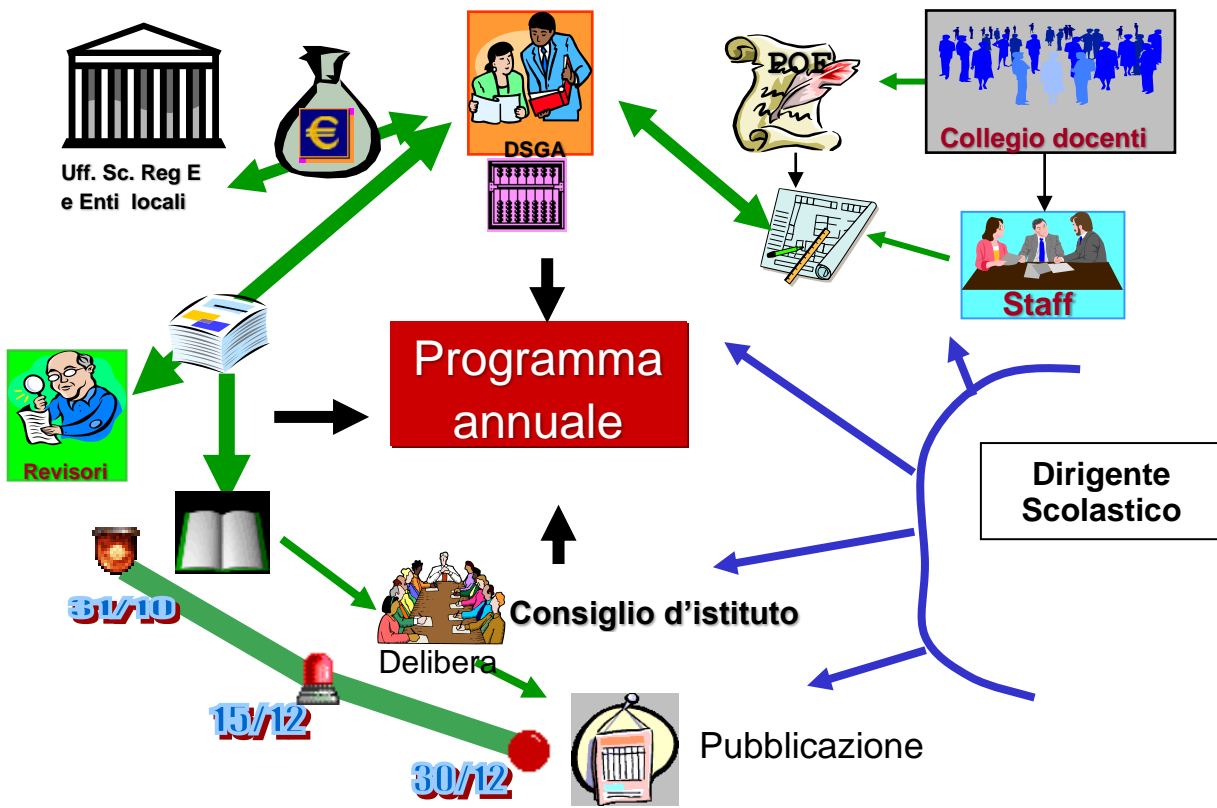 POF
Collegio docenti
DSGA
Uff. Sc. Reg E
e Enti locali
Staff
Programma
annuale
Revisori
Dirigente
Scolastico
31/10
Consiglio d'istituto
Delibera
15/12
Pubblicazione
30/12